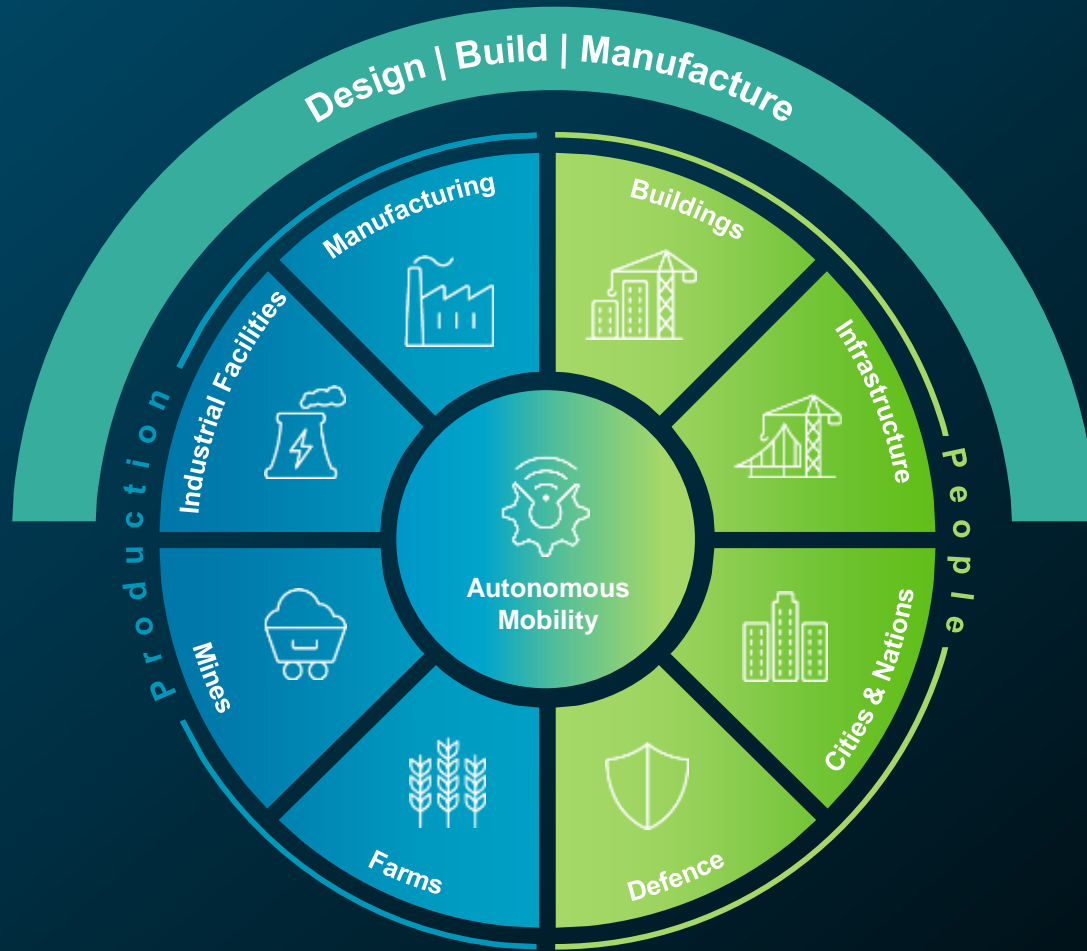 Design | Build | Manufacture
Manufacturing
Buildings
Industrial Facilities
Infrastructure
Production
People
Autonomous
Mobility
Mines
Cities & Nations
Farms
Defence